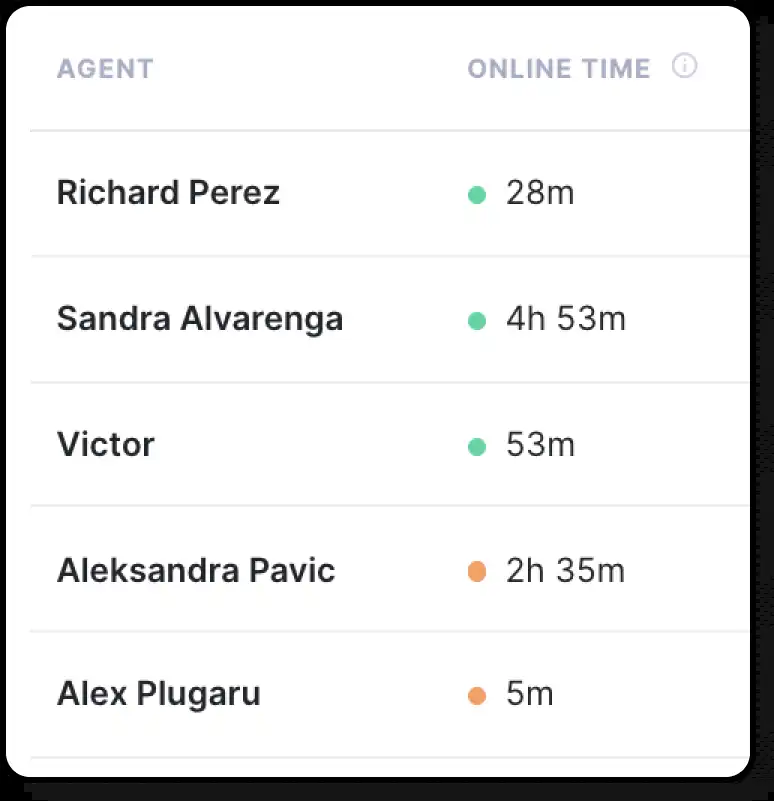 AGENT ONLINE TIME
Richard Perez 28m
Sandra Alvarenga 4h 53m
Victor 53m
Aleksandra Pavic 2h 35m
Alex Plugaru 5m